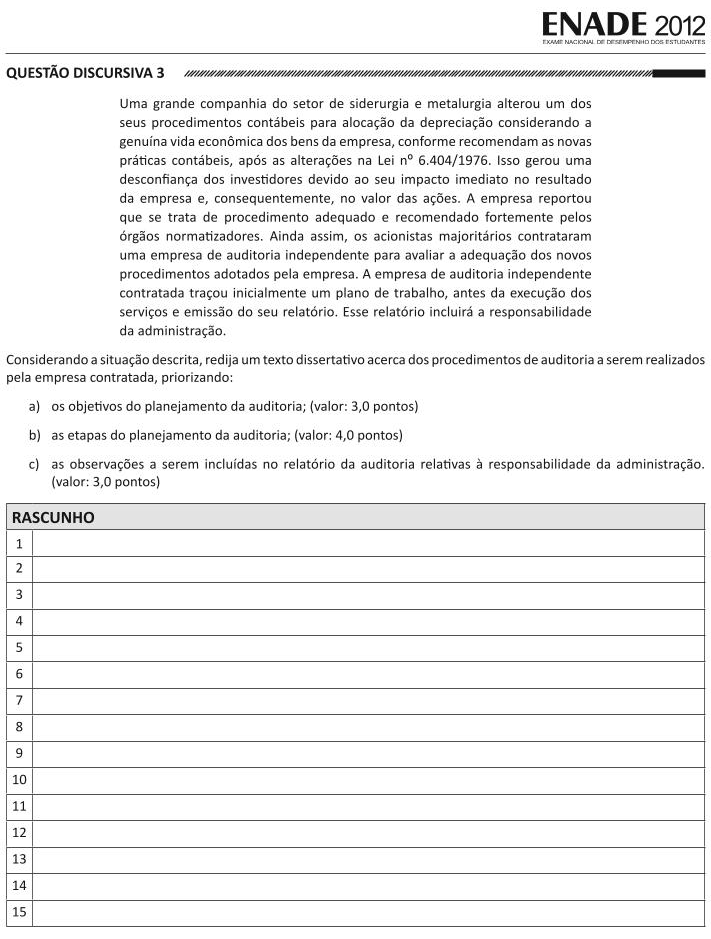 ENADE 2012
EXAME NACIONAL DE DESEMPENHO DOS ESTUDANTES
QUESTÃO DISCURSIVA 3
Uma grande companhia do setor de siderurgia e metalurgia alterou um dos
seus procedimentos contábeis para alocação da depreciação considerando a
genuína vida econômica dos bens da empresa, conforme recomendam as novas
práticas contábeis, após as alterações na Lei nº 6.404/1976. Isso gerou uma
desconfiança dos investidores devido ao seu impacto imediato no resultado
da empresa e, consequentemente, no valor das ações. A empresa reportou
que se trata de procedimento adequado e recomendado fortemente pelos
órgãos normatizadores. Ainda assim, os acionistas majoritários contrataram
uma empresa de auditoria independente para avaliar a adequação dos novos
procedimentos adotados pela empresa. A empresa de auditoria independente
contratada traçou inicialmente um plano de trabalho, antes da execução dos
serviços e emissão do seu relatório. Esse relatório incluirá a responsabilidade
da administração.
Considerando a situação descrita, redija um texto dissertativo acerca dos procedimentos de auditoria a serem realizados
pela empresa contratada, priorizando:
a) os objetivos do planejamento da auditoria; (valor: 3,0 pontos)
b) as etapas do planejamento da auditoria; (valor: 4,0 pontos)
c) as observações a serem incluídas no relatório da auditoria relativas à responsabilidade da administração.
(valor: 3,0 pontos)
RASCUNHO
1
2
3
4
5
6
7
8
9
10
11
12
13
14
15